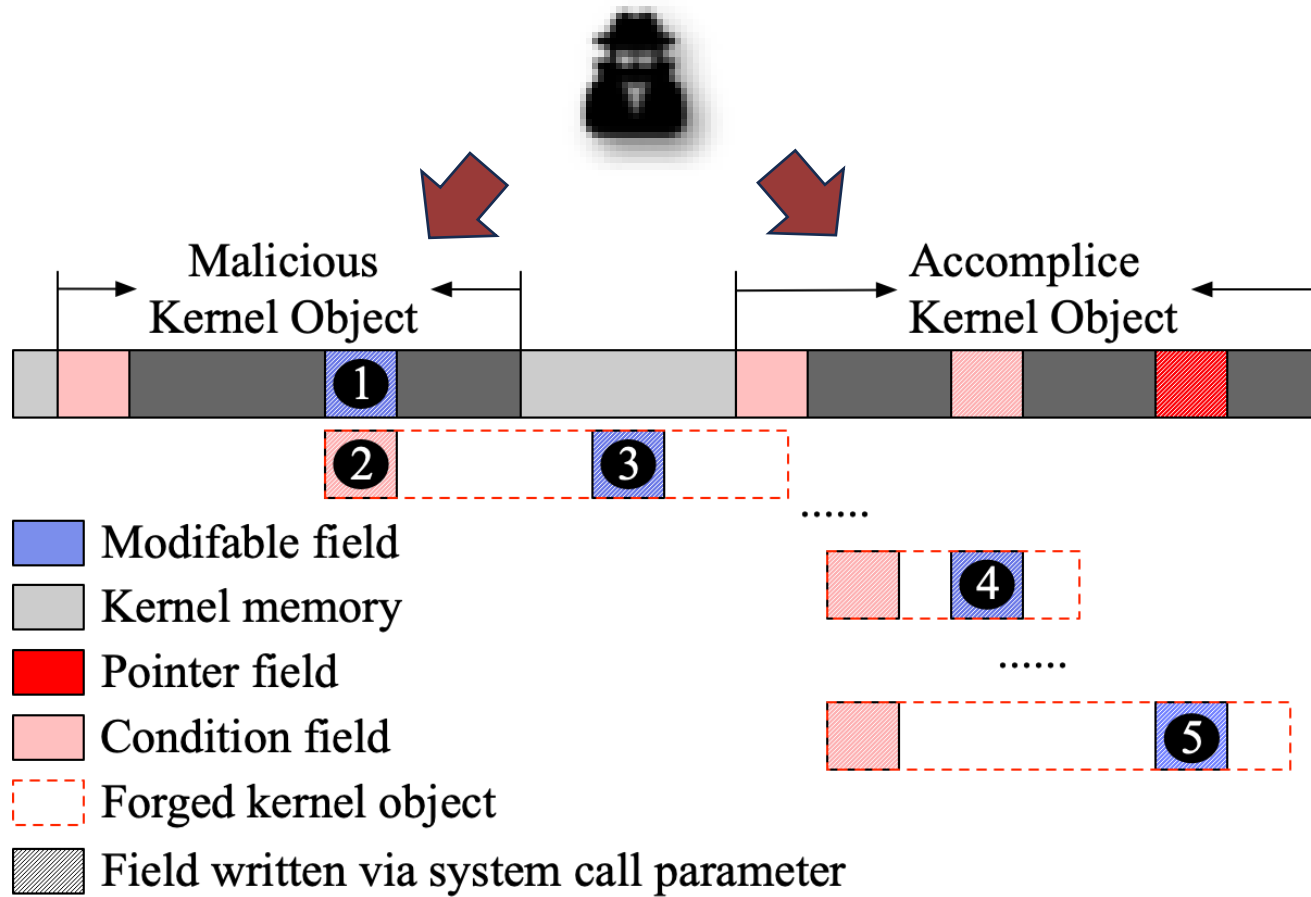 Malicious
Kernel Object
Accomplice
Kernel Object
1
2
3
......
Modifable field
4
Kernel memory
......
Pointer field
Condition field
5
Forged kernel object
Field written via system call parameter